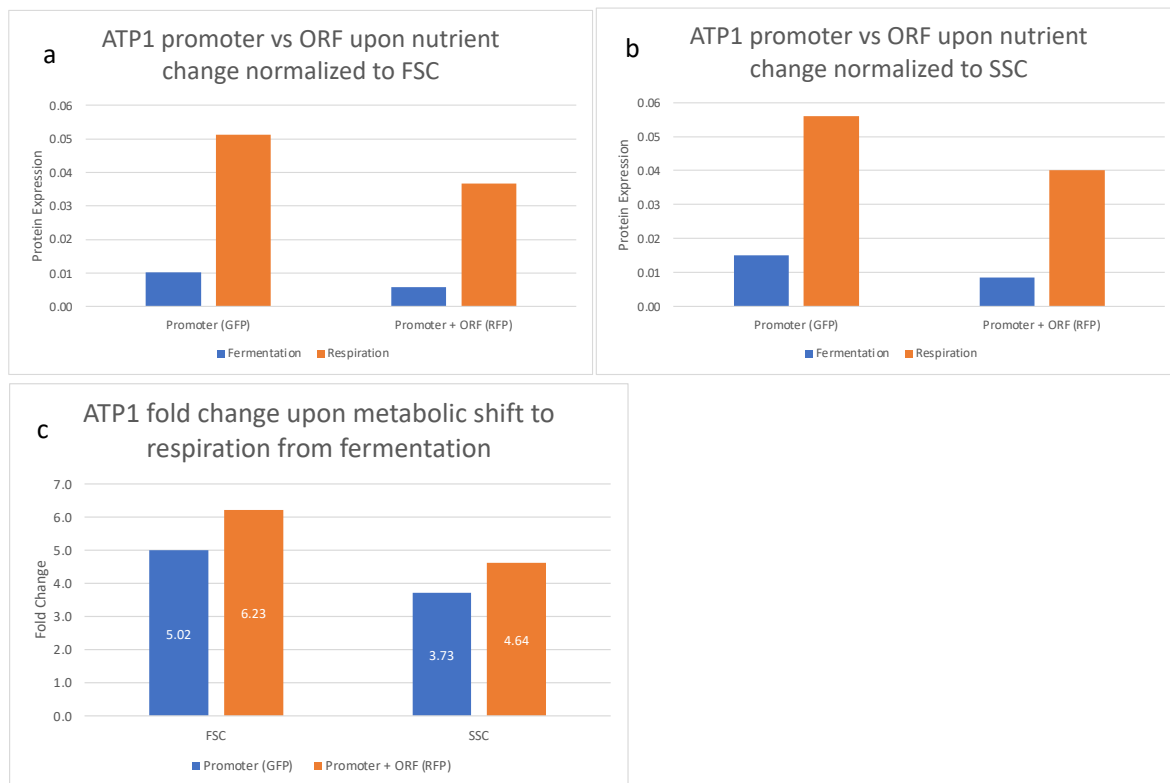 a
ATP1 promoter vs ORF upon nutrient
change normalized to FSC
0.06
0.05
0.04
0.03
0.02
0.01
0.00
Protein Expression
Promoter (GFP) Promoter + ORF (RFP)
Fermentation Respiration
b
ATP1 promoter vs ORF upon nutrient
change normalized to SSC
0.06
0.05
0.04
0.03
0.02
0.01
0.00
Protein Expression
Promoter (GFP) Promoter + ORF (RFP)
Fermentation Respiration
c
ATP1 fold change upon metabolic shift to
respiration from fermentation
7.0
6.0
5.0
4.0
3.0
2.0
1.0
0.0
Fold Change
5.02 6.23 3.73 4.64
FSC SSC
Promoter (GFP) Promoter + ORF (RFP)